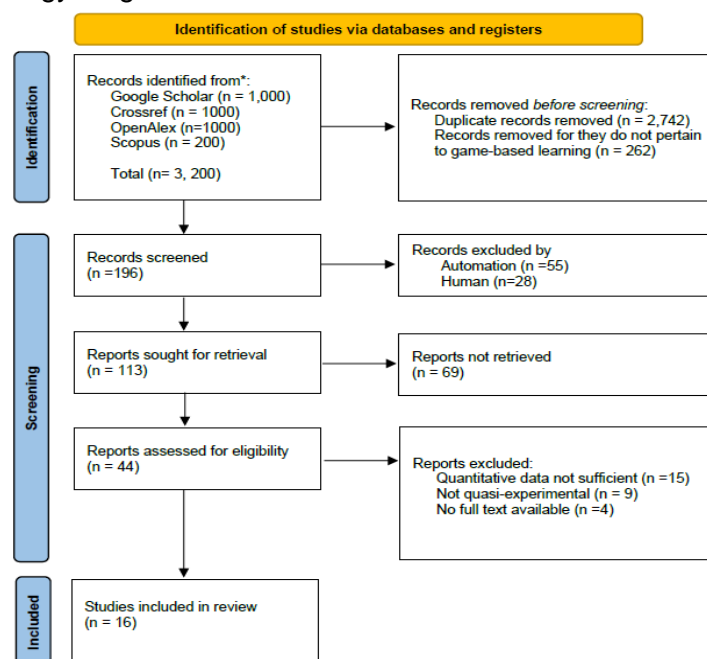 Identification of studies via databases and registers
Identification
Records identified from*:
Google Scholar (n = 1,000)
Crossref (n = 1000)
OpenAlex (n=1000)
Scopus (n = 200)
Total (n= 3, 200)
Records removed before screening:
Duplicate records removed (n = 2,742)
Records removed for they do not pertain
to game-based learning (n = 262)
Screening
Records screened
(n =196)
Records excluded by
Automation (n =55)
Human (n=28)
Reports sought for retrieval
(n = 113)
Reports not retrieved
(n = 69)
Reports assessed for eligibility
(n = 44)
Reports excluded:
Quantitative data not sufficient (n =15)
Not quasi-experimental (n = 9)
No full text available (n =4)
Included
Studies included in review
(n = 16)